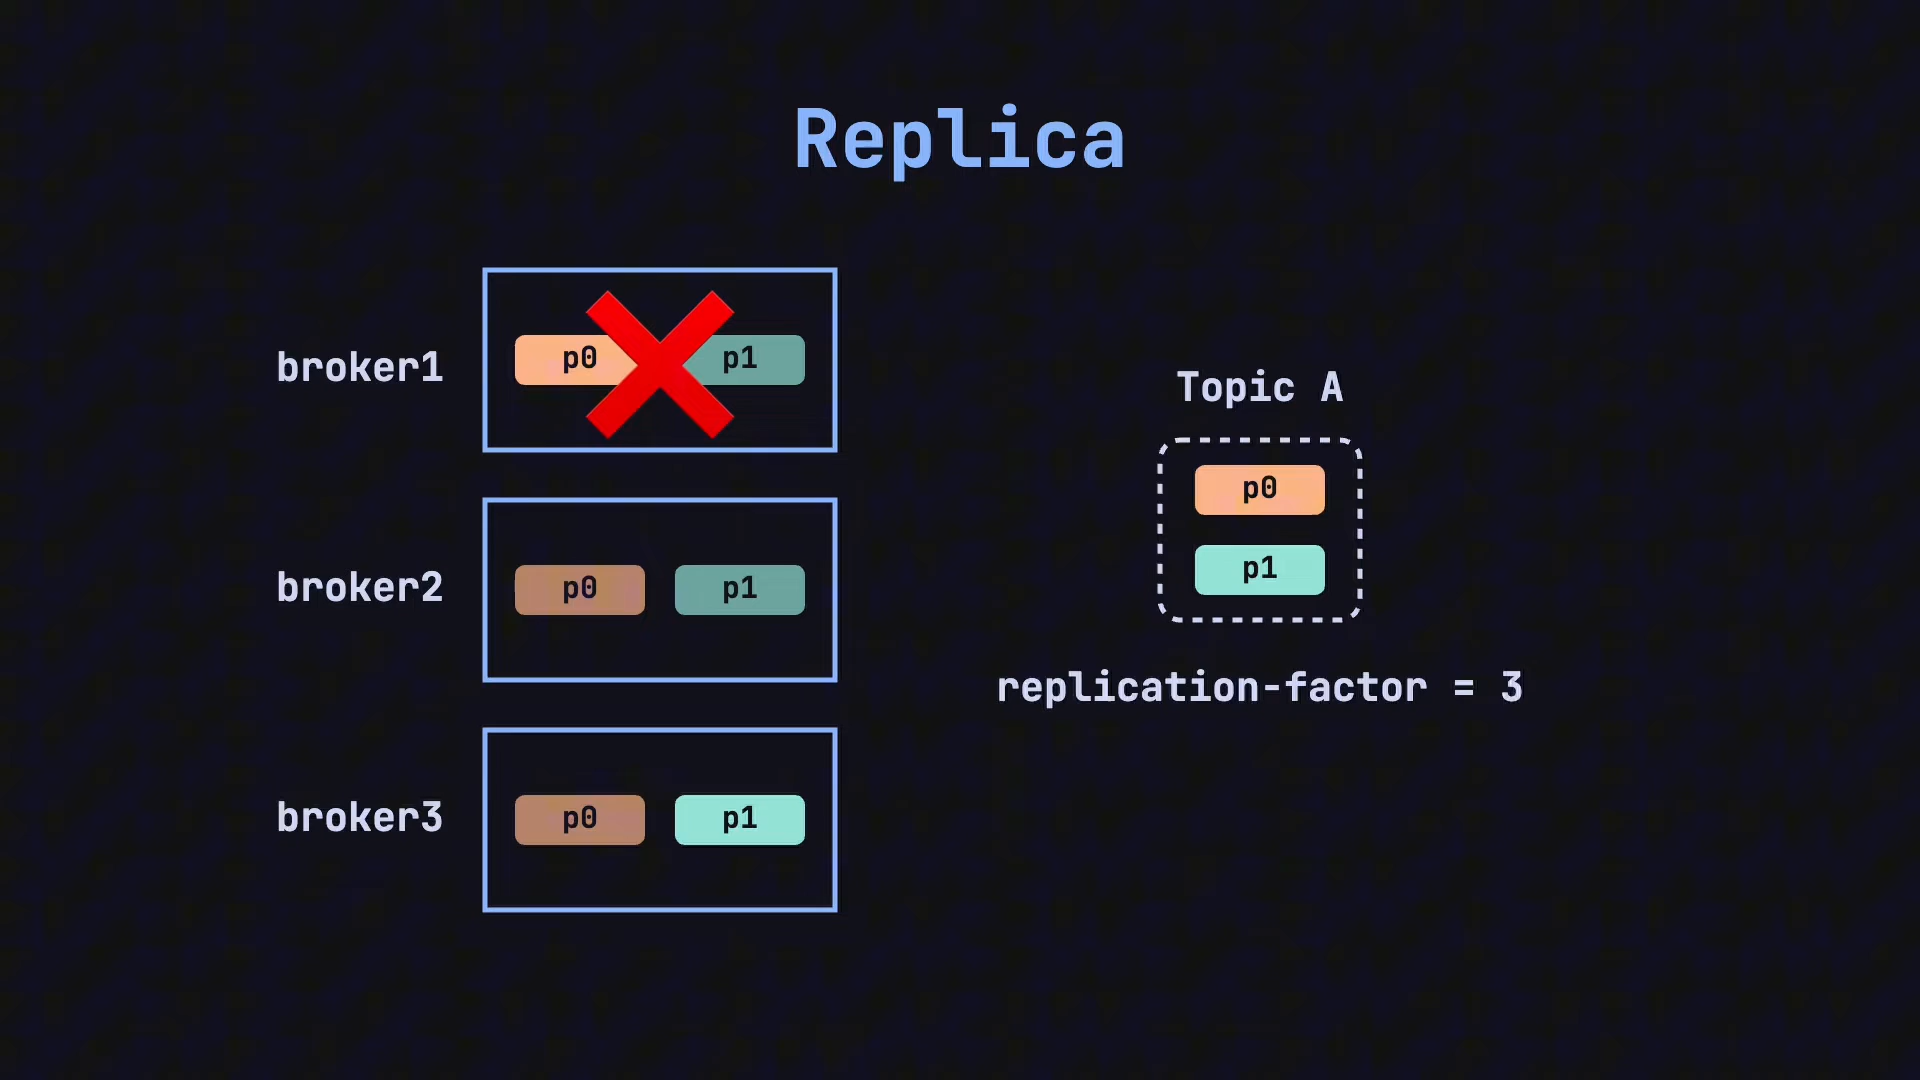 Replica
broker1
p0 p1
broker2
p0 p1
broker3
p0 p1
Topic A
p0
p1
replication-factor = 3